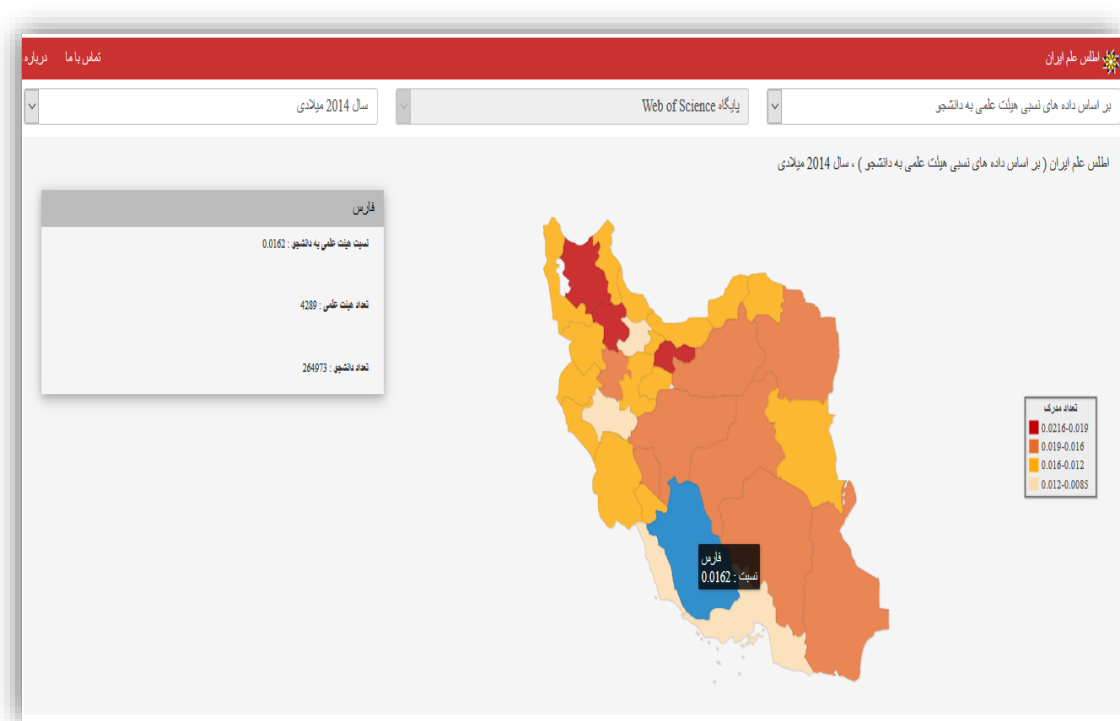 اطلس علم ایران
تماس با ما
درباره
بر اساس داده های نسبی هیئت علمی به دانشجو
پایگاه Web of Science
سال 2014 میلادی
اطلس علم ایران ( بر اساس داده های نسبی هیئت علمی به دانشجو ) ، سال 2014 میلادی
فارس
نسبت هیئت علمی به دانشجو : 0.0162
تعداد هیئت علمی : 4289
تعداد دانشجو : 264973
تعداد مدرک
0.0216-0.019
0.019-0.016
0.016-0.012
0.012-0.0085
فارس
نسبت : 0.0162